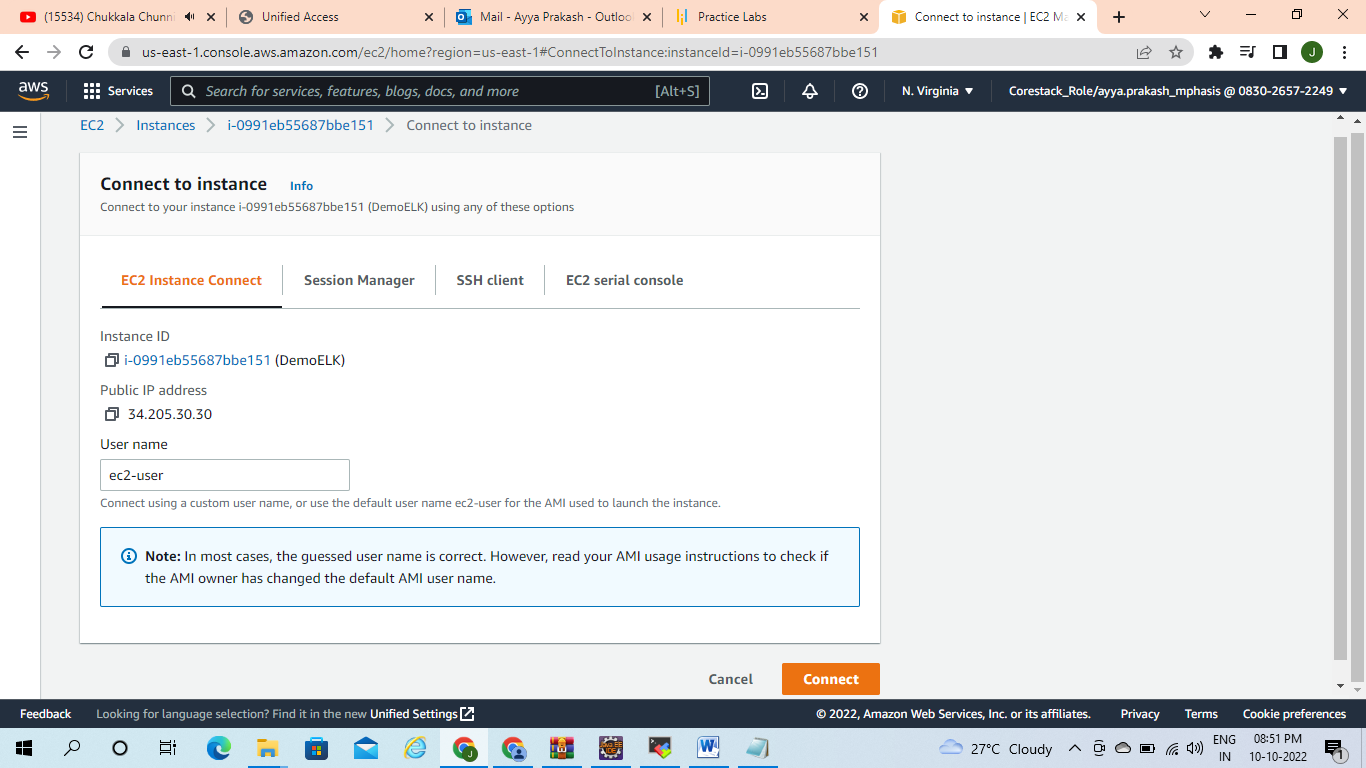 (15534) Chukkala Chunni
Unified Access
Mail - Ayya Prakash - Outloo
Practice Labs
Connect to instance | EC2 Ma
us-east-1.console.aws.amazon.com/ec2/home?region=us-east-1#ConnectToInstance:instanceId=i-0991eb55687bbe151
J
aws
Services
Search for services, features, blogs, docs, and more
[Alt+S]
N. Virginia
Corestack_Role/ayya.prakash_mphasis @ 0830-2657-2249
EC2 Instances i-0991eb55687bbe151 Connect to instance
Connect to instance Info
Connect to your instance i-0991eb55687bbe151 (DemoELK) using any of these options
EC2 Instance Connect Session Manager SSH client EC2 serial console
Instance ID
i-0991eb55687bbe151 (DemoELK)
Public IP address
34.205.30.30
User name
ec2-user
Connect using a custom user name, or use the default user name ec2-user for the AMI used to launch the instance.
Note: In most cases, the guessed user name is correct. However, read your AMI usage instructions to check if
the AMI owner has changed the default AMI user name.
Cancel Connect
Feedback Looking for language selection? Find it in the new Unified Settings © 2022, Amazon Web Services, Inc. or its affiliates. Privacy Terms Cookie preferences
27°C Cloudy
ENG
IN
08:51 PM
10-10-2022
1